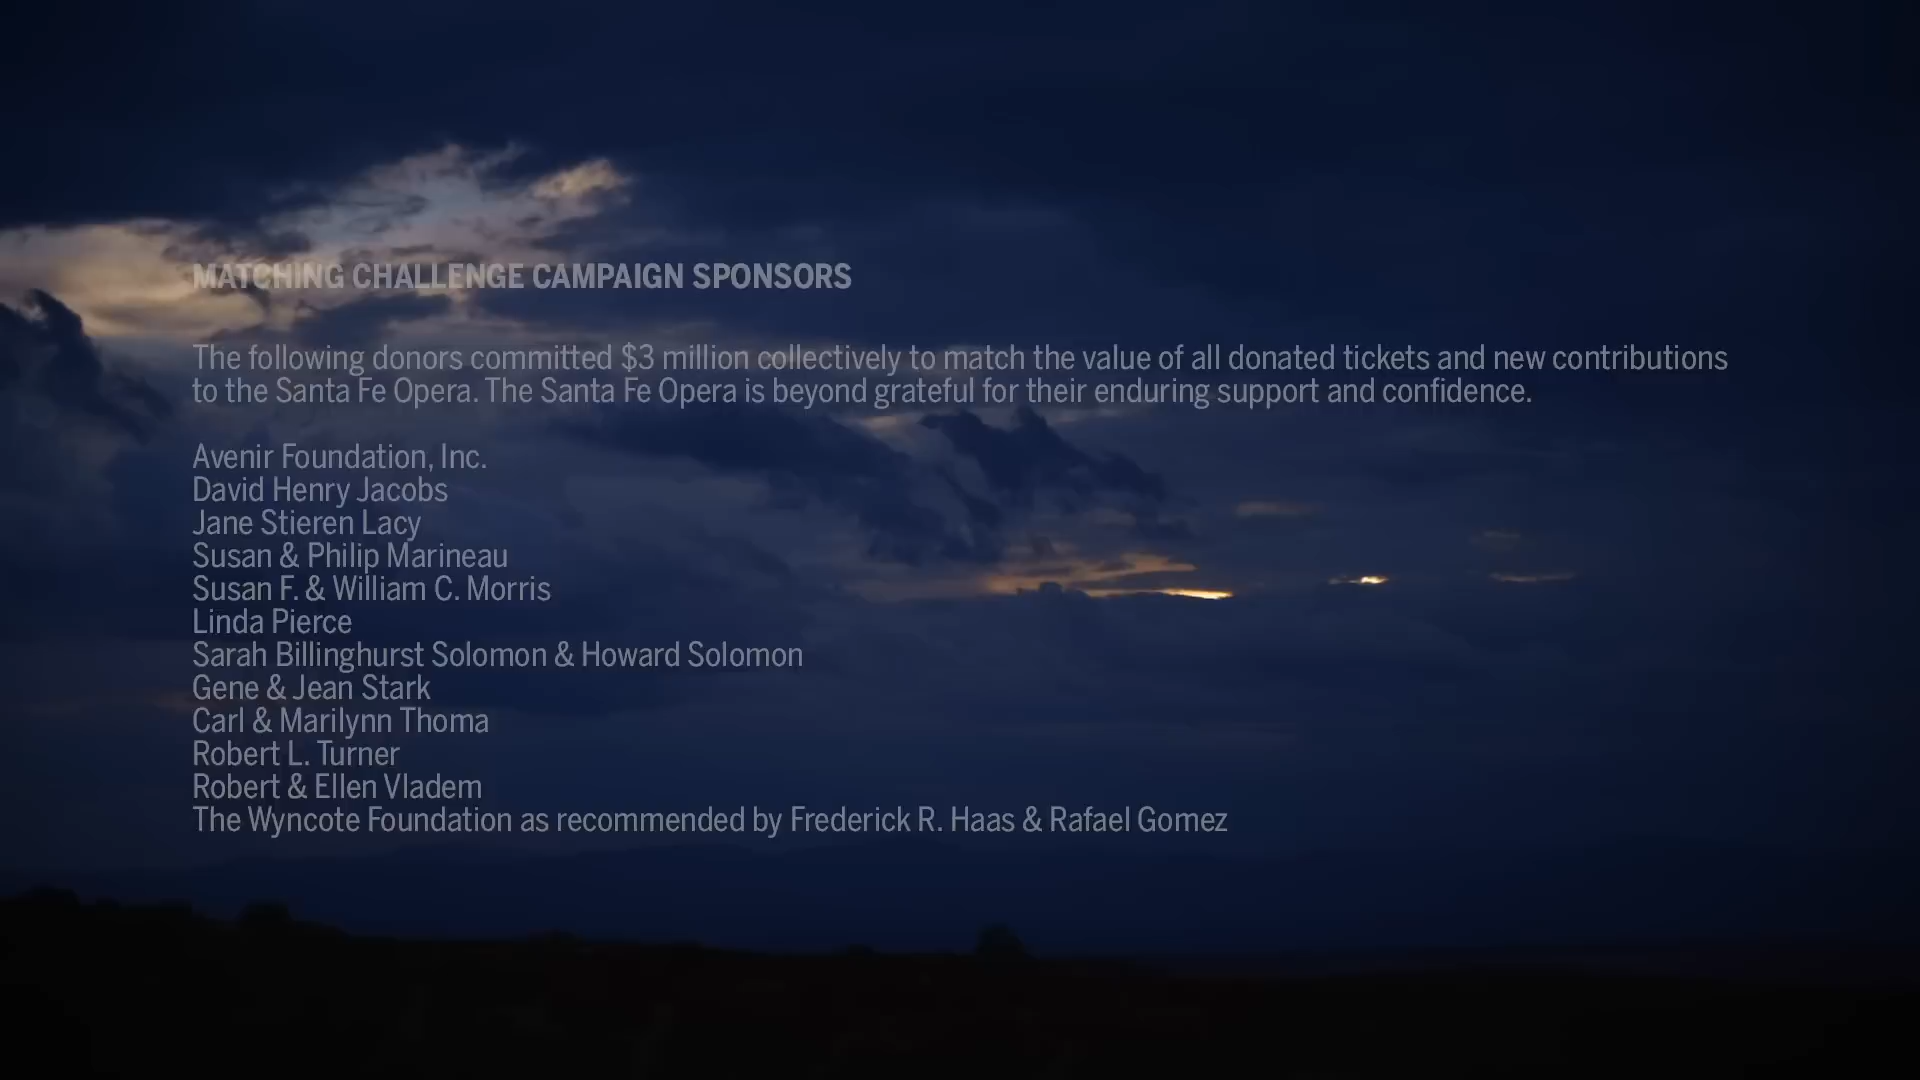 MATCHING CHALLENGE CAMPAIGN SPONSORS
The following donors committed $3 million collectively to match the value of all donated tickets and new contributions
to the Santa Fe Opera. The Santa Fe Opera is beyond grateful for their enduring support and confidence.
Avenir Foundation, Inc.
David Henry Jacobs
Jane Stieren Lacy
Susan & Philip Marineau
Susan F. & William C. Morris
Linda Pierce
Sarah Billinghurst Solomon & Howard Solomon
Gene & Jean Stark
Carl & Marilynn Thoma
Robert L. Turner
Robert & Ellen Vladem
The Wyncote Foundation as recommended by Frederick R. Haas & Rafael Gomez